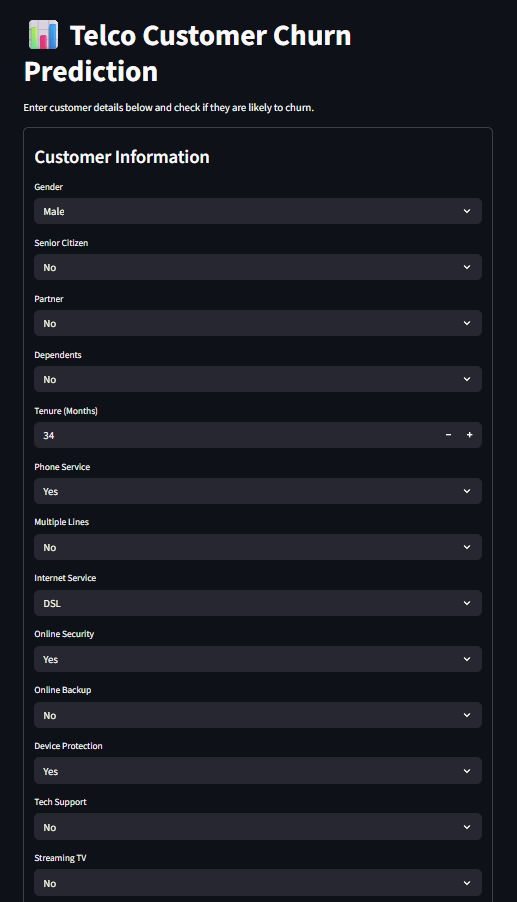 Telco Customer Churn
Prediction
Enter customer details below and check if they are likely to churn.
Customer Information
Gender
Male
Senior Citizen
No
Partner
No
Dependents
No
Tenure (Months)
34
Phone Service
Yes
Multiple Lines
No
Internet Service
DSL
Online Security
Yes
Online Backup
No
Device Protection
Yes
Tech Support
No
Streaming TV
No